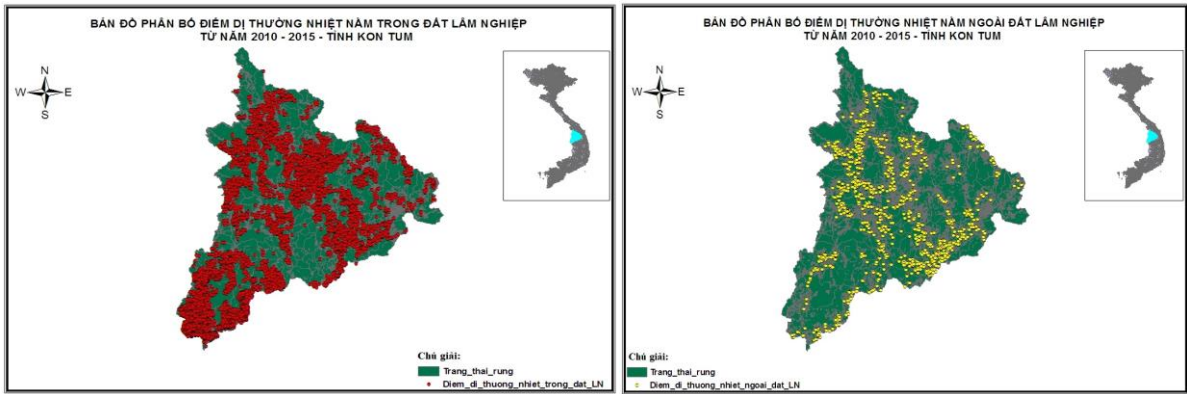 BẢN ĐỒ PHÂN BỐ ĐIỂM DỊ THƯỜNG NHIỆT NẰM TRONG ĐẤT LÂM NGHIỆP
TỪ NĂM 2010 - 2015 - TỈNH KON TUM
N
W E
S
Chú giải:
Trang_thai_rung
Diem_di_thuong_nhiet_trong_dat_LN
BẢN ĐỒ PHÂN BỐ ĐIỂM DỊ THƯỜNG NHIỆT NẰM NGOÀI ĐẤT LÂM NGHIỆP
TỪ NĂM 2010 - 2015 - TỈNH KON TUM
N
W E
S
Chú giải:
Trang_thai_rung
Diem_di_thuong_nhiet_ngoai_dat_LN